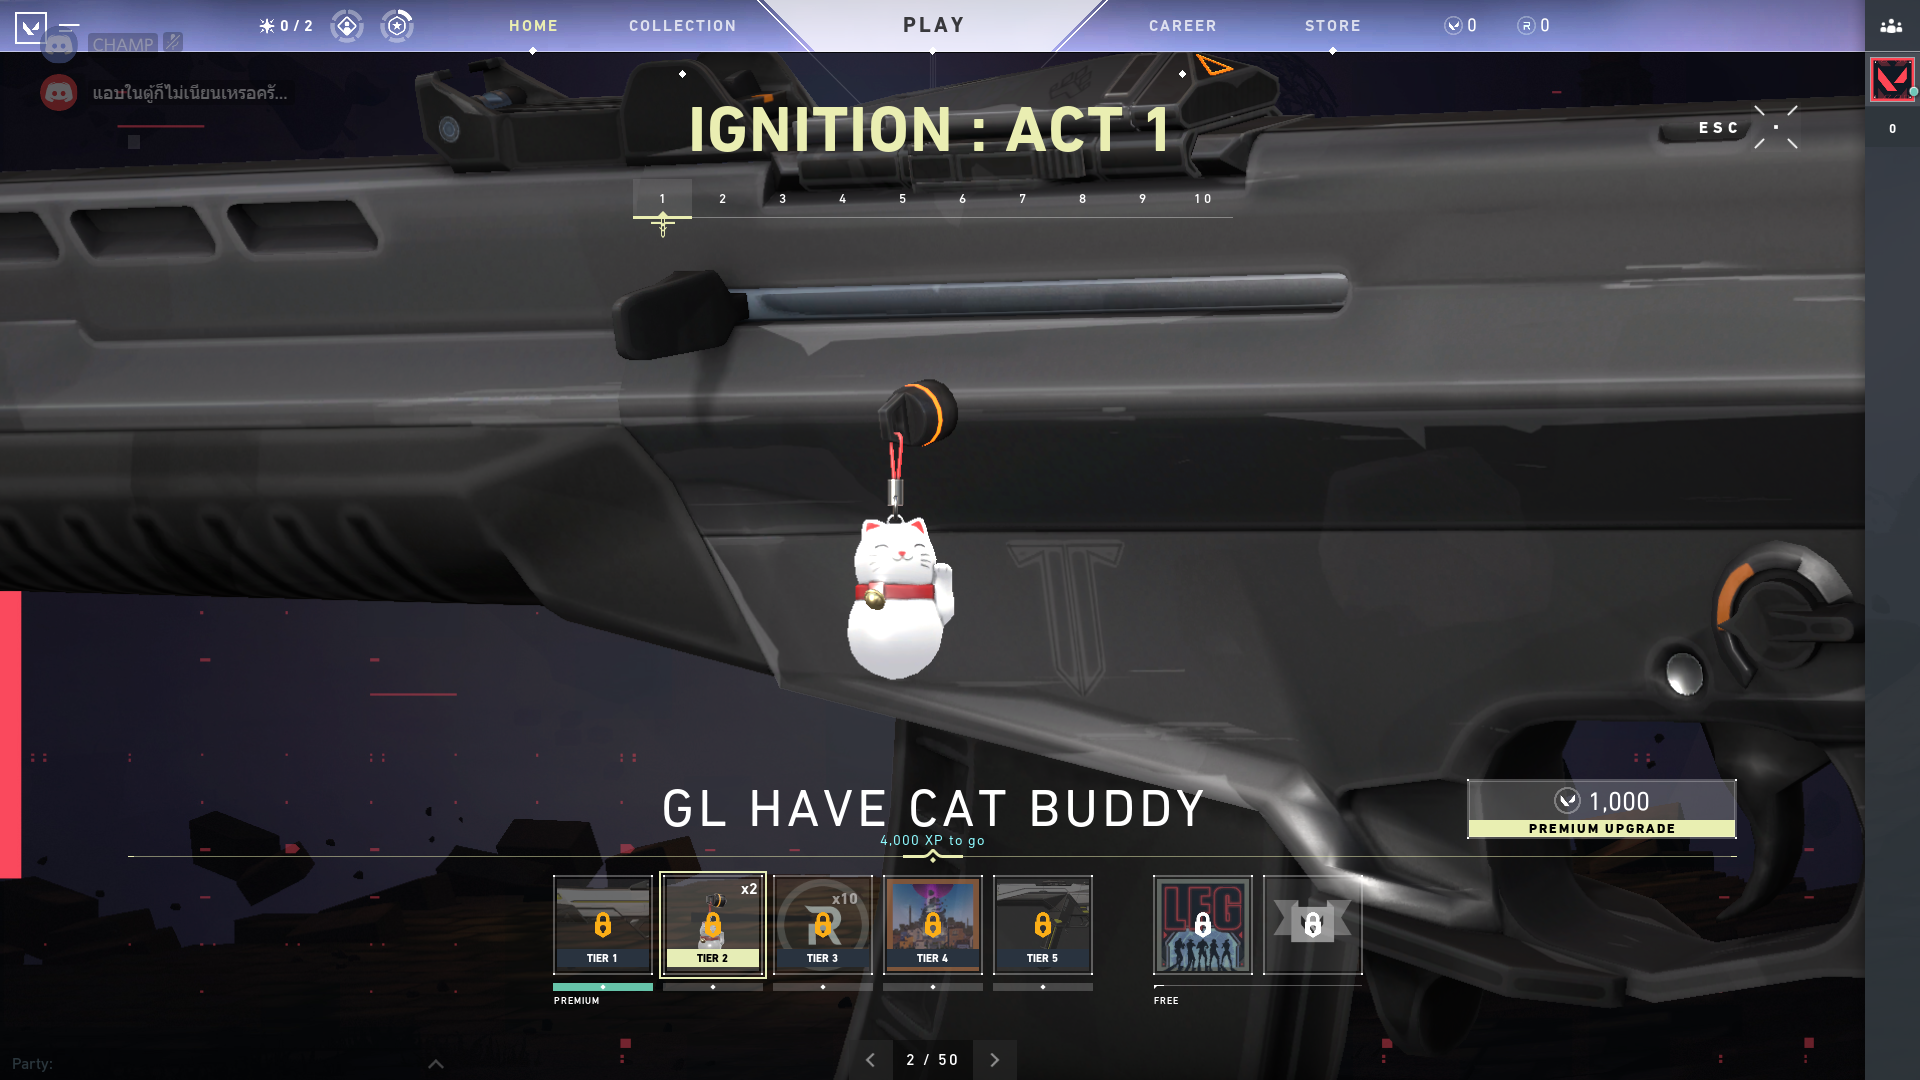 0 / 2
HOME
COLLECTION
PLAY
CAREER
STORE
0
R 0
CHAMP
แอบในตู้ก็ไม่เนียนเหรอครั...
IGNITION : ACT 1
ESC
0
1 2 3 4 5 6 7 8 9 10
GL HAVE CAT BUDDY
4,000 XP to go
1,000
PREMIUM UPGRADE
x2
x10
R
LFG
TIER 1
TIER 2
TIER 3
TIER 4
TIER 5
PREMIUM
FREE
Party:
2 / 50